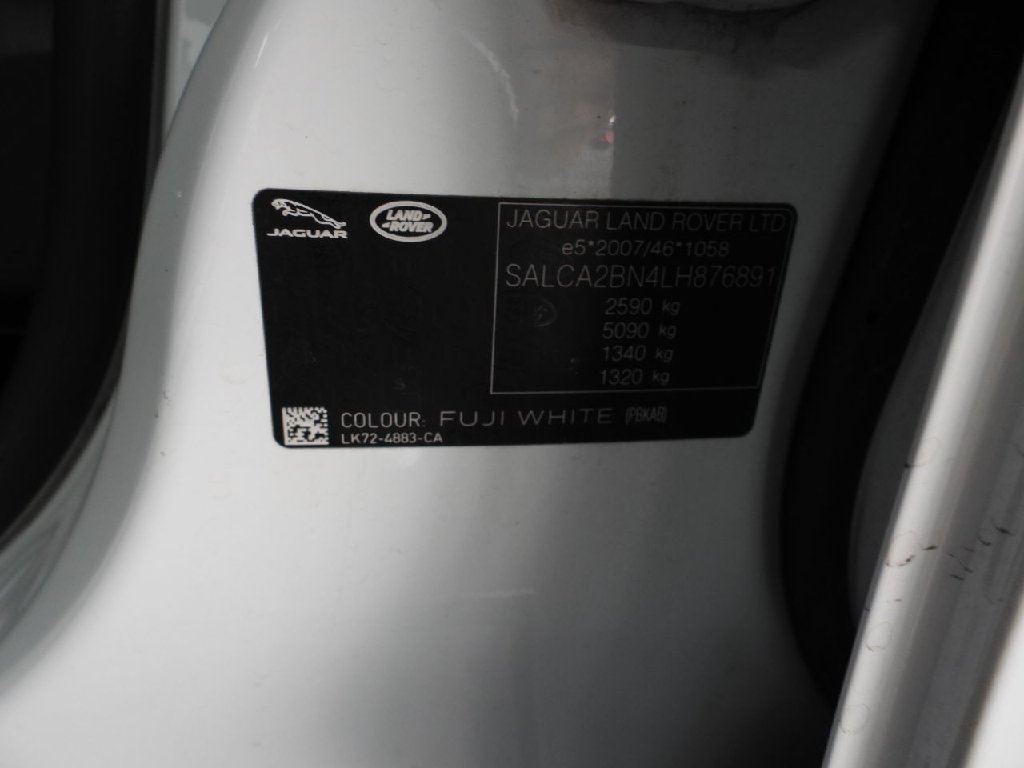 JAGUAR
LAND
ROVER
JAGUAR LAND ROVER LTD
e5*2007/46*1058
SALCA2BN4LH876891
2590 kg
5090 kg
1340 kg
1320 kg
COLOUR: FUJI WHITE (PBKAB)
LK72-4883-CA